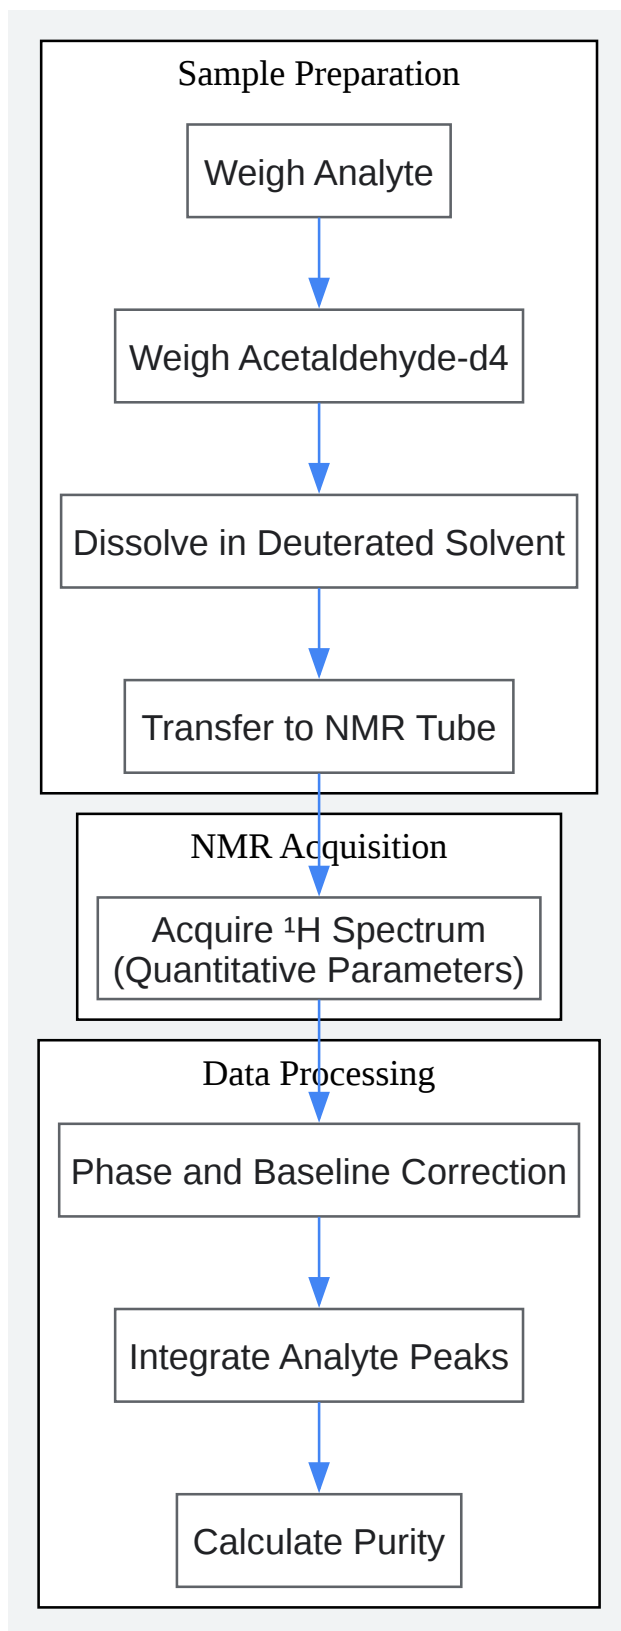 Sample Preparation
Weigh Analyte
Weigh Acetaldehyde-d4
Dissolve in Deuterated Solvent
Transfer to NMR Tube
NMR Acquisition
Acquire ¹H Spectrum
(Quantitative Parameters)
Data Processing
Phase and Baseline Correction
Integrate Analyte Peaks
Calculate Purity